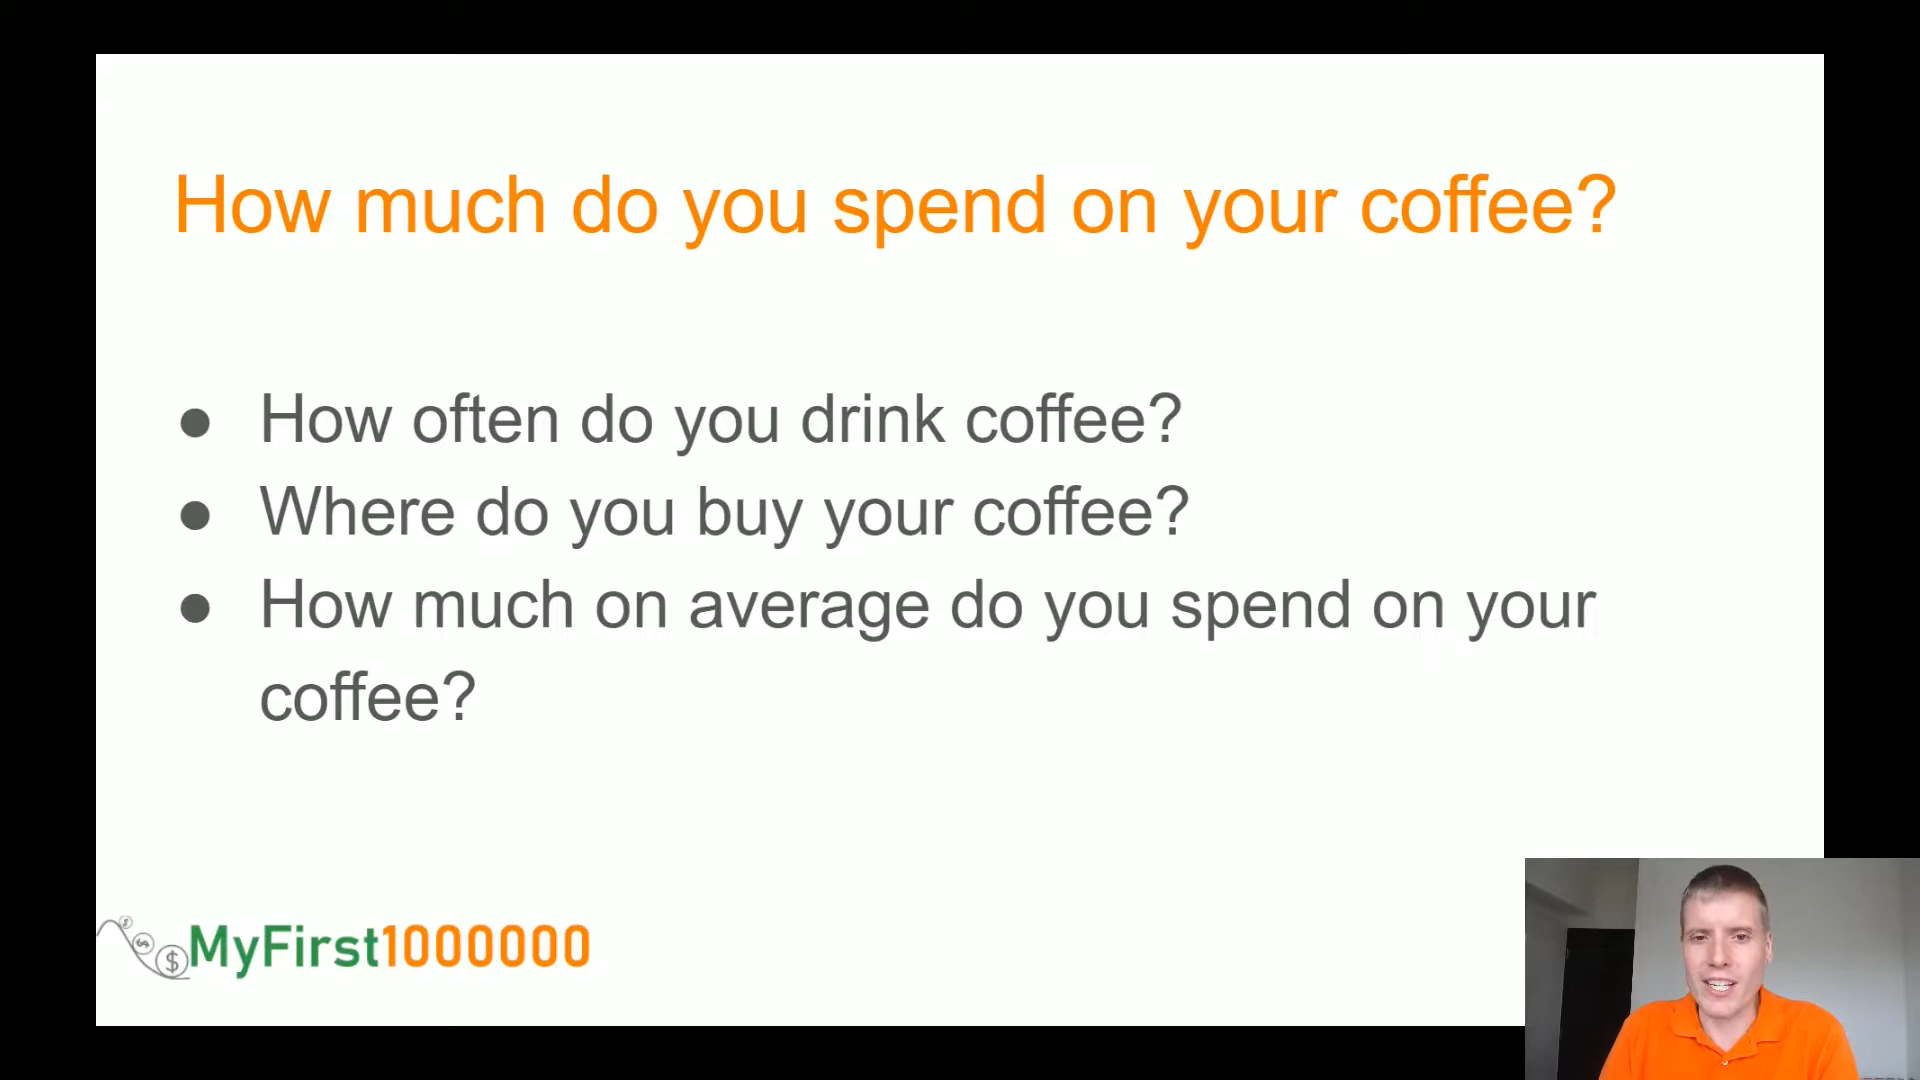 How much do you spend on your coffee?
● How often do you drink coffee?
● Where do you buy your coffee?
● How much on average do you spend on your
coffee?
$ $ $ MyFirst1000000